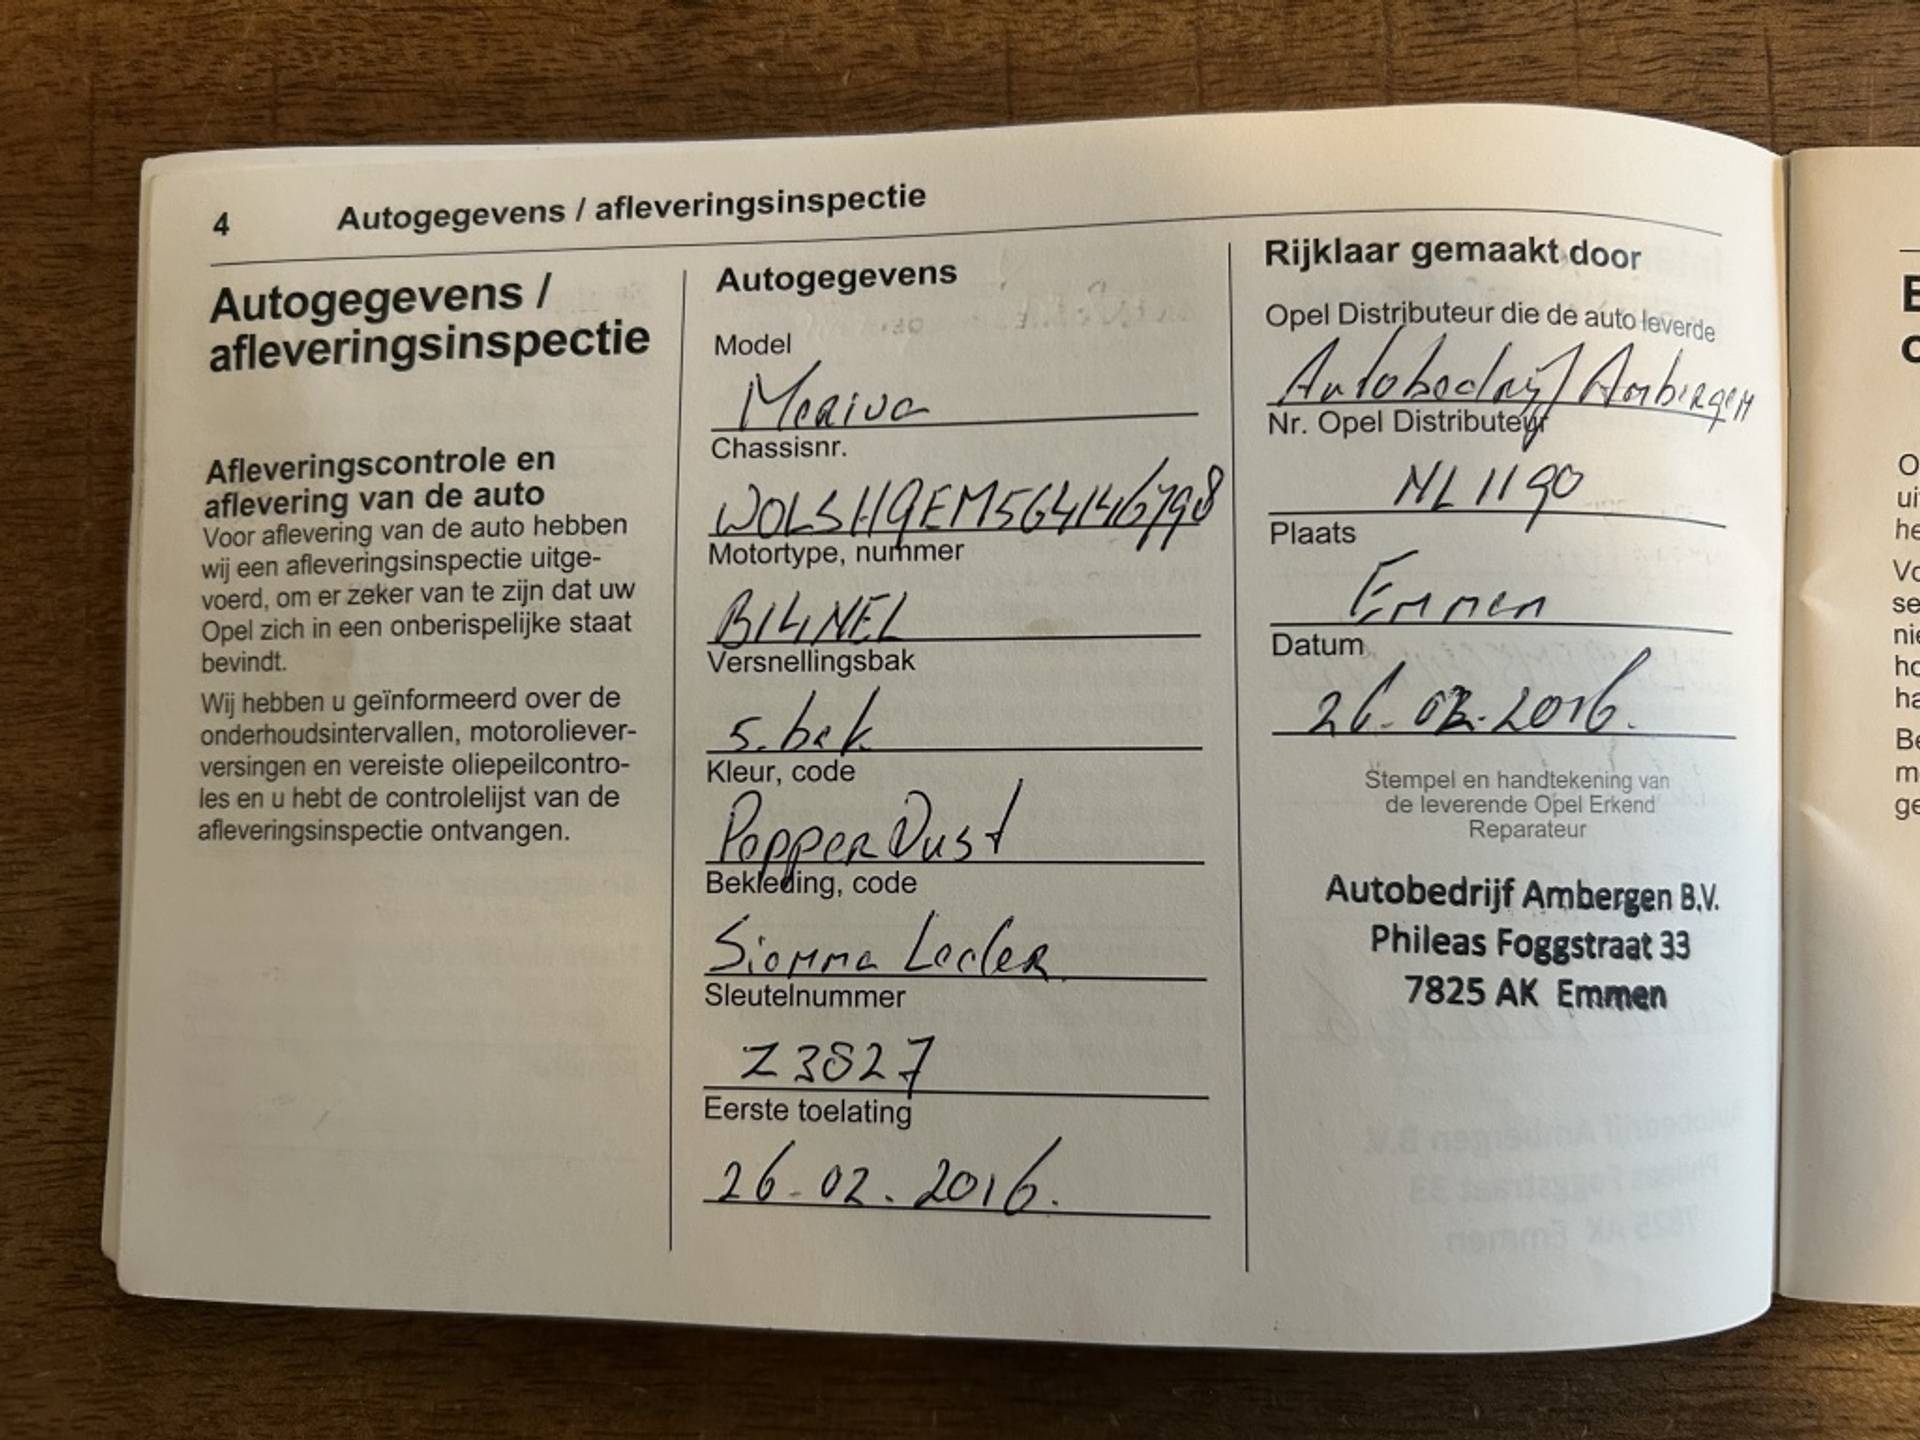 4 Autogegevens / afleveringsinspectie
Autogegevens /
afleveringsinspectie
Afleveringscontrole en
aflevering van de auto
Voor aflevering van de auto hebben
wij een afleveringsinspectie uitge-
voerd, om er zeker van te zijn dat uw
Opel zich in een onberispelijke staat
bevindt.
Wij hebben u geïnformeerd over de
onderhoudsintervallen, motoroliever-
versingen en vereiste oliepeilcontro-
les en u hebt de controlelijst van de
afleveringsinspectie ontvangen.
Autogegevens
Model
Meriva
Chassisnr.
Motortype, nummer
B14NEL
Versnellingsbak
5.bak
Kleur, code
Pepper Dust
Bekleding, code
Siomma Leder
Sleutelnummer
Z3827
Eerste toelating
26-02.2016.
Rijklaar gemaakt door
Opel Distributeur die de auto leverde
Autobedrijf Ambergen
Nr. Opel Distributeur
NL1190
Plaats
Emmen
Datum
26.02.2016.
Stempel en handtekening van
de leverende Opel Erkend
Reparateur
Autobedrijf Ambergen B.V.
Phileas Foggstraat 33
7825 AK Emmen